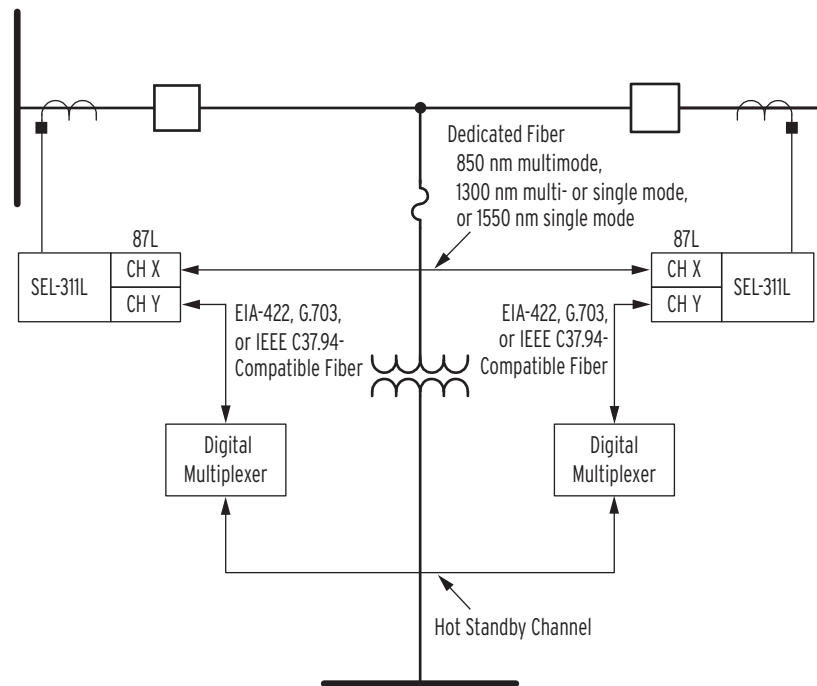 Dedicated Fiber
850 nm multimode,
1300 nm multi- or single mode,
or 1550 nm single mode
87L
SEL-311L
CH X
CH Y
87L
CH X
CH Y
SEL-311L
EIA-422, G.703,
or IEEE C37.94-
Compatible Fiber
EIA-422, G.703,
or IEEE C37.94-
Compatible Fiber
Digital
Multiplexer
Digital
Multiplexer
Hot Standby Channel